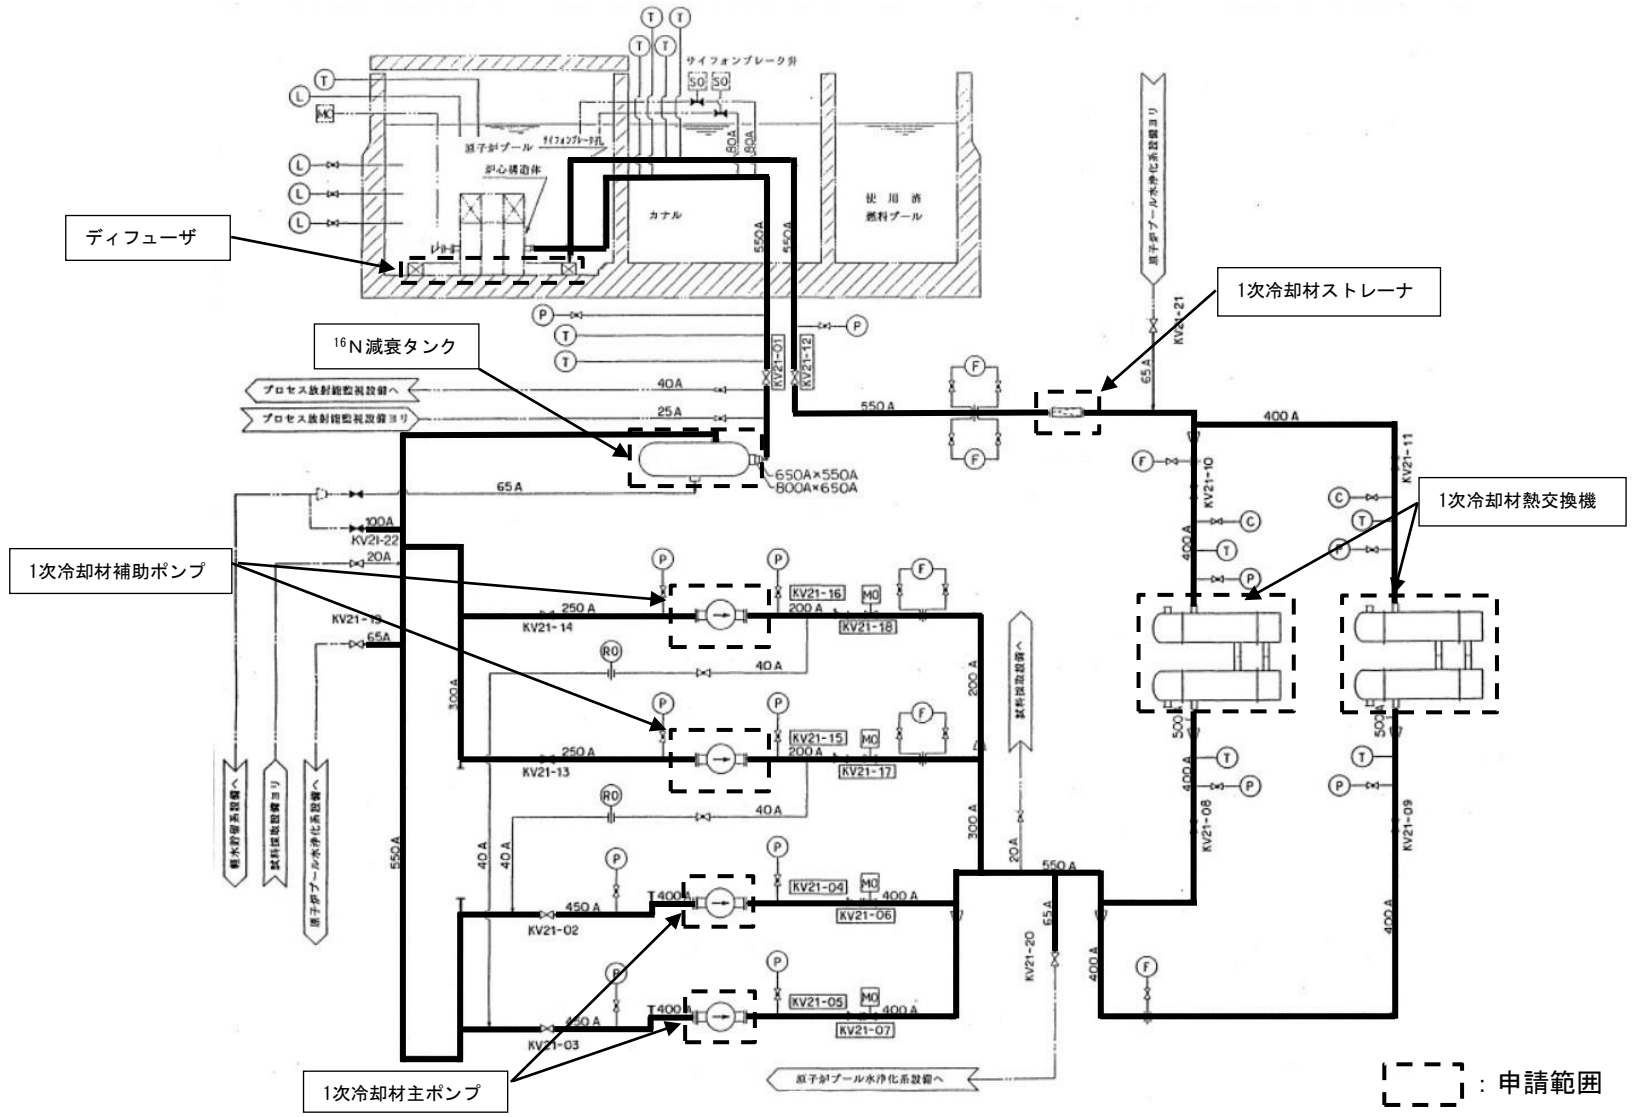 T
T
T
T
サイフォンブレーク弁
SO
SO
T
L
MO
80A
80A
原子炉プール
サイフォンブレーク孔
炉心構造体
L
L
L
カナル
使用済
燃料プール
550A
550A
原子炉プール水浄化系設備ヨリ
ディフューザ
1次冷却材ストレーナ
P
T
T
P
KV21-01
KV21-12
KV21-21
65A
16N減衰タンク
プロセス放射能監視設備へ
40A
プロセス放射能監視設備ヨリ
25A
F
F
550A
400A
650A×550A
800A×650A
65A
F
KV21-10
KV21-11
C
T
F
1次冷却材熱交換機
C
T
P
400A
100A
KV21-22
20A
1次冷却材補助ポンプ
KV21-19
65A
P
P
KV21-16
MO
F
250A
200A
KV21-14
KV21-18
RO
40A
300A
200A
試料採取設備へ
P
P
KV21-15
MO
F
250A
200A
KV21-13
KV21-17
RO
40A
500A
500A
T
P
T
P
400A
KV21-08
KV21-09
軽水貯留系設備へ
試料採取設備ヨリ
原子炉プール水浄化系設備へ
550A
40A
40A
300A
20A
550A
P
P
KV21-04
MO
400A
400A
450A
KV21-02
KV21-06
65A
KV21-20
400A
400A
P
P
KV21-05
MO
400A
400A
450A
KV21-03
KV21-07
F
1次冷却材主ポンプ
原子炉プール水浄化系設備へ
：申請範囲